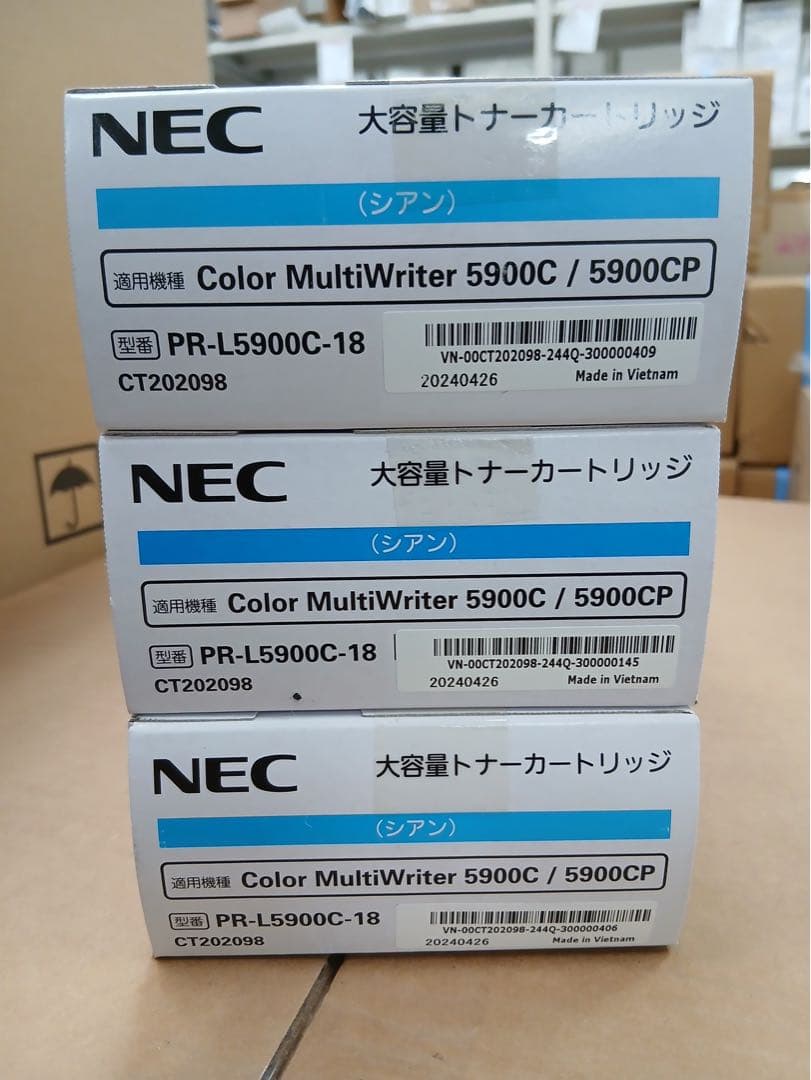 NEC 大容量トナーカートリッジ
(シアン)
適用機種 Color MultiWriter 5900C / 5900CP
型番 PR-L5900C-18
CT202098
VN-00CT202098-244Q-300000409
20240426 Made in Vietnam
NEC 大容量トナーカートリッジ
(シアン)
適用機種 Color MultiWriter 5900C / 5900CP
型番 PR-L5900C-18
CT202098
VN-00CT202098-244Q-300000145
20240426 Made in Vietnam
NEC 大容量トナーカートリッジ
(シアン)
適用機種 Color MultiWriter 5900C / 5900CP
型番 PR-L5900C-18
CT202098
VN-00CT202098-244Q-300000406
20240426 Made in Vietnam